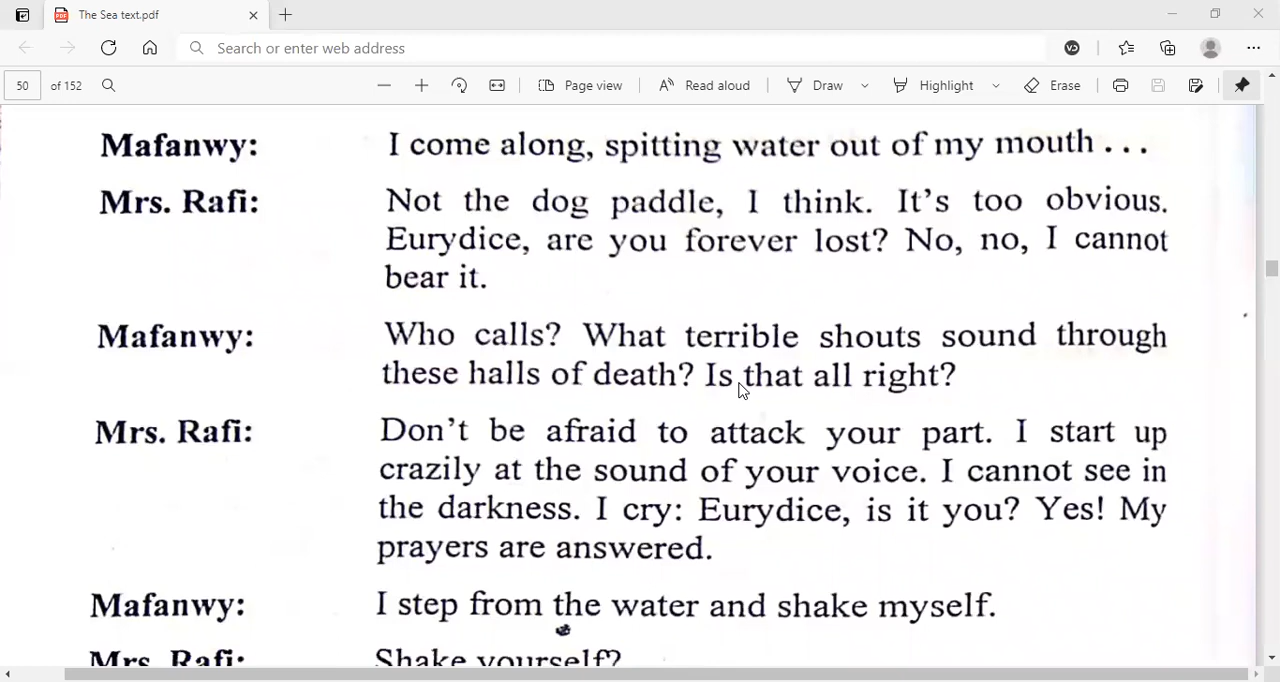 The Sea text.pdf
Search or enter web address
50 of 152 Page view Read aloud Draw Highlight Erase
Mafanwy: I come along, spitting water out of my mouth . . .
Mrs. Rafi: Not the dog paddle, I think. It's too obvious.
Eurydice, are you forever lost? No, no, I cannot
bear it.
Mafanwy: Who calls? What terrible shouts sound through
these halls of death? Is that all right?
Mrs. Rafi: Don't be afraid to attack your part. I start up
crazily at the sound of your voice. I cannot see in
the darkness. I cry: Eurydice, is it you? Yes! My
prayers are answered.
Mafanwy: I step from the water and shake myself.
Mrs. Rafi: Shake yourself?